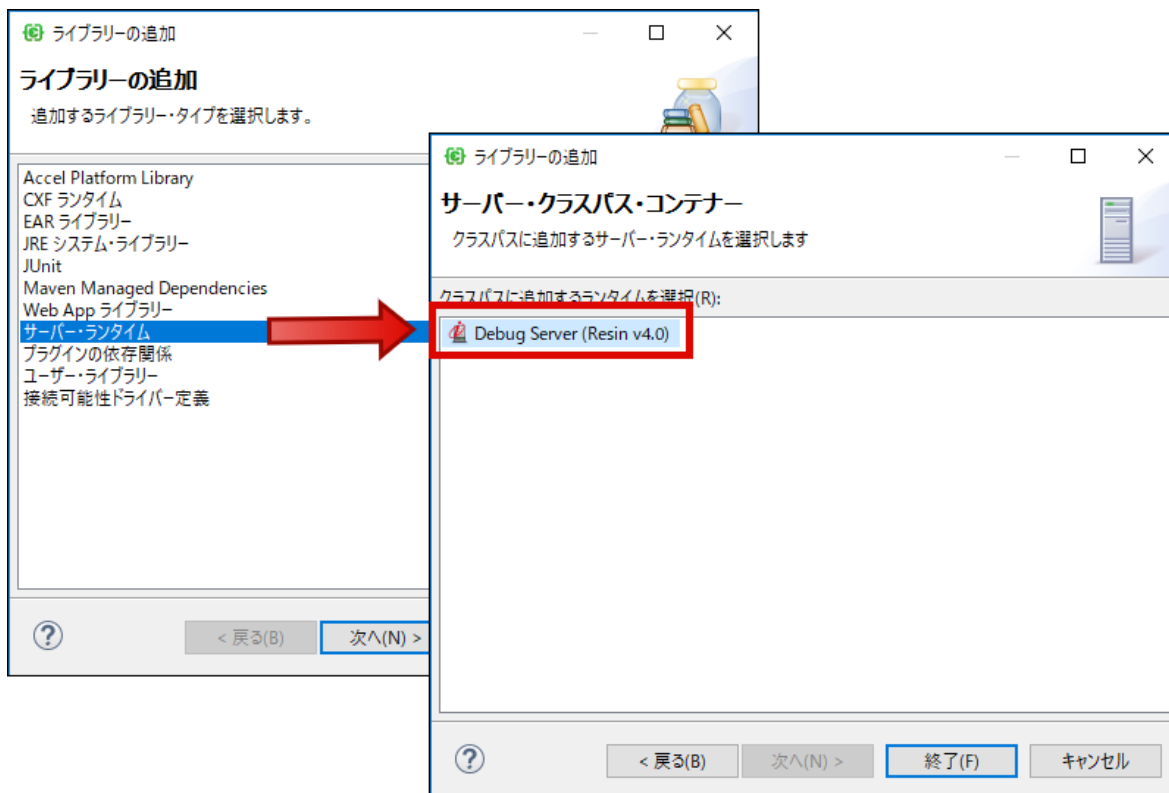 ライブラリーの追加
ライブラリーの追加
追加するライブラリー・タイプを選択します。
Accel Platform Library
CXF ランタイム
EAR ライブラリー
JRE システム・ライブラリー
JUnit
Maven Managed Dependencies
Web App ライブラリー
サーバー・ランタイム
プラグインの依存関係
ユーザー・ライブラリー
接続可能性ドライバー定義
< 戻る(B)
次へ(N) >
ライブラリーの追加
サーバー・クラスパス・コンテナー
クラスパスに追加するサーバー・ランタイムを選択します
クラスパスに追加するランタイムを選択(R):
Debug Server (Resin v4.0)
< 戻る(B)
次へ(N) >
終了(F)
キャンセル